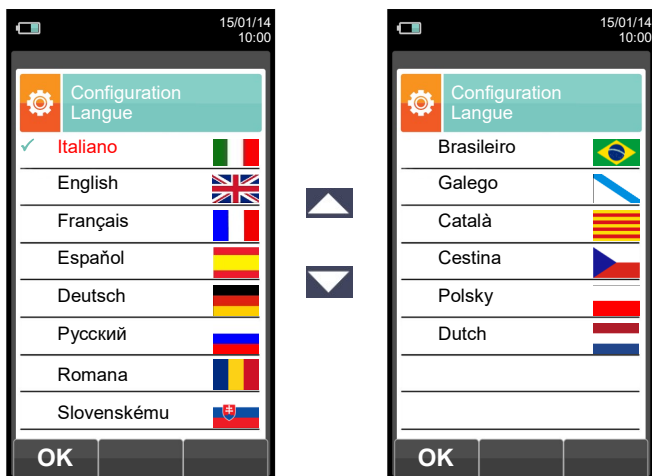 15/01/14
10:00
Configuration
Langue
Italiano
English
Français
Espaňol
Deutsch
Русский
Romana
Slovenskému
OK
15/01/14
10:00
Configuration
Langue
Brasileiro
Galego
Català
Cestina
Polsky
Dutch
OK